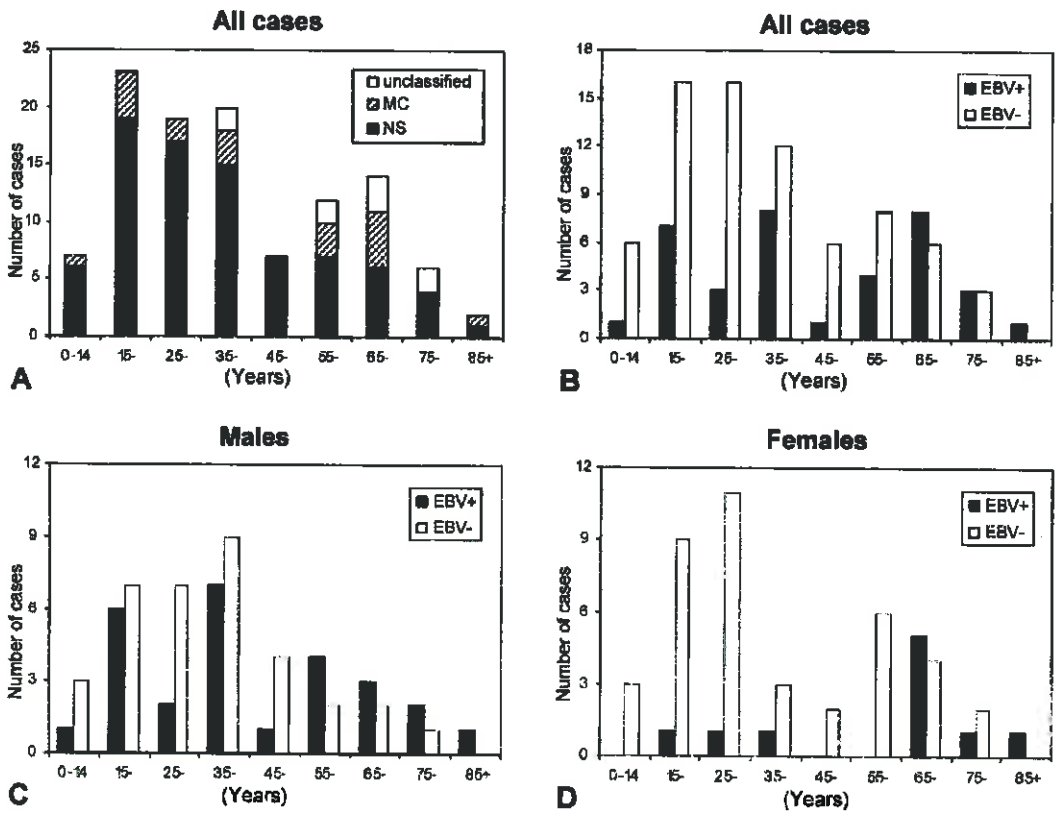 All cases
25
20
15
10
5
0
Number of cases
unclassified
MC
NS
0-14 15- 25- 35- 45- 55- 65- 75- 85+
(Years)
A
All cases
18
15
12
9
6
3
0
Number of cases
EBV+
EBV-
0-14 15- 25- 35- 45- 55- 65- 75- 85+
(Years)
B
Males
12
9
6
3
0
Number of cases
EBV+
EBV-
0-14 15- 25- 35- 45- 55- 65- 75- 85+
(Years)
C
Females
12
9
6
3
0
Number of cases
EBV+
EBV-
0-14 15- 25- 35- 45- 55- 65- 75- 85+
(Years)
D